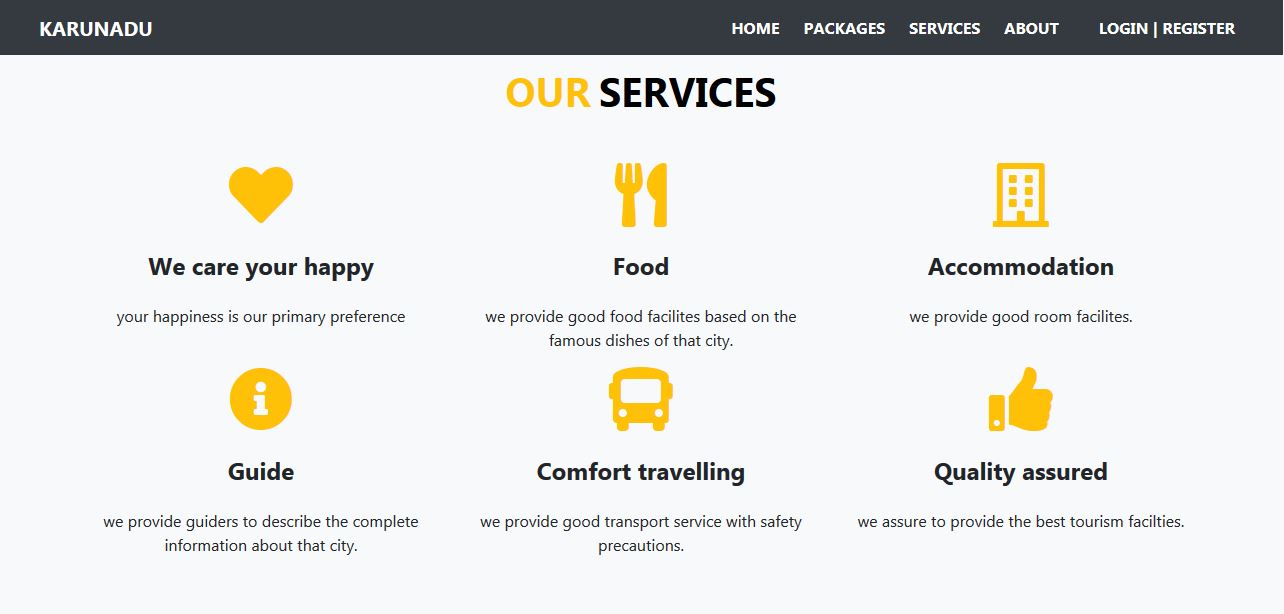 KARUNADU
HOME PACKAGES SERVICES ABOUT LOGIN | REGISTER
OUR SERVICES
We care your happy
your happiness is our primary preference
Food
we provide good food facilites based on the
famous dishes of that city.
Accommodation
we provide good room facilites.
Guide
we provide guiders to describe the complete
information about that city.
Comfort travelling
we provide good transport service with safety
precautions.
Quality assured
we assure to provide the best tourism facilties.